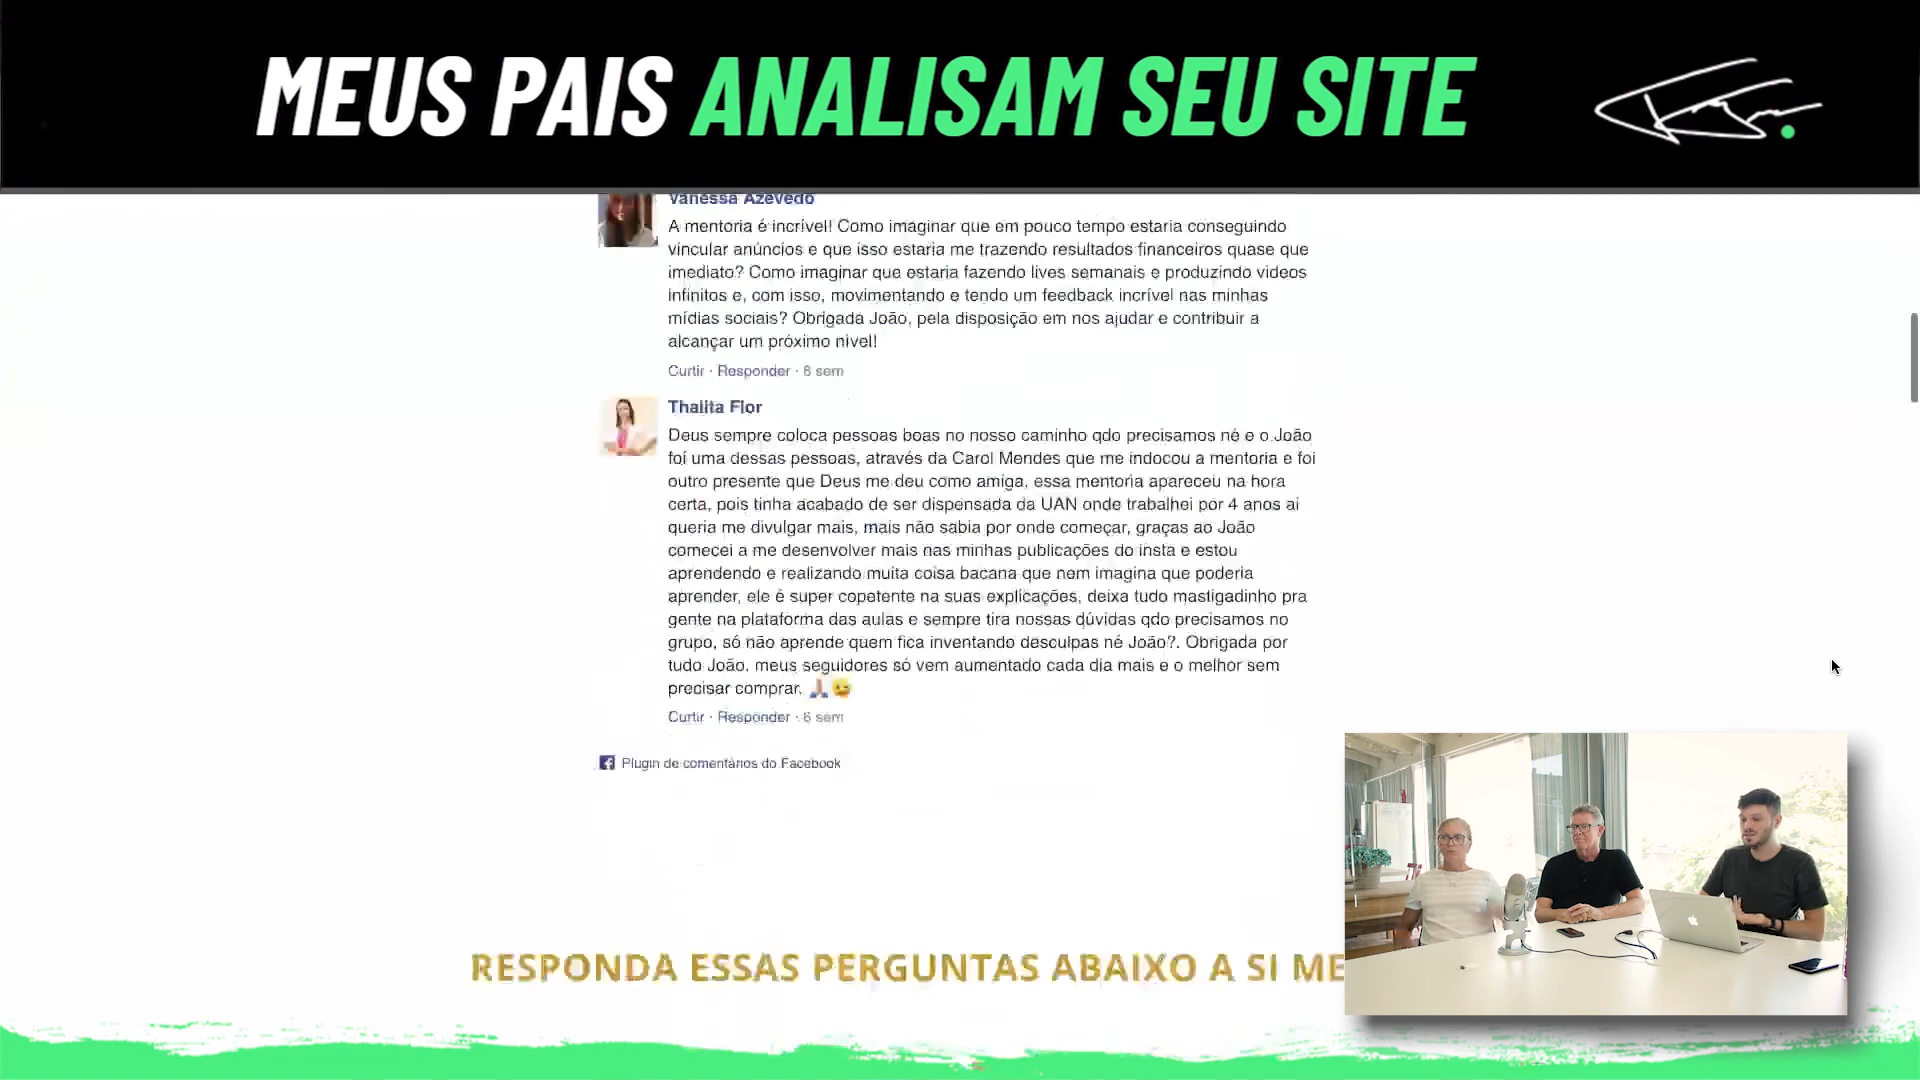 MEUS PAIS ANALISAM SEU SITE
Vanessa Azevedo
A mentoria é incrível! Como imaginar que em pouco tempo estaria conseguindo
vincular anúncios e que isso estaria me trazendo resultados financeiros quase que
imediato? Como imaginar que estaria fazendo lives semanais e produzindo videos
infinitos e, com isso, movimentando e tendo um feedback incrível nas minhas
mídias sociais? Obrigada João, pela disposição em nos ajudar e contribuir a
alcançar um próximo nível!
Curtir · Responder · 6 sem
Thalita Flor
Deus sempre coloca pessoas boas no nosso caminho qdo precisamos né e o João
foi uma dessas pessoas, através da Carol Mendes que me indocou a mentoria e foi
outro presente que Deus me deu como amiga, essa mentoria apareceu na hora
certa, pois tinha acabado de ser dispensada da UAN onde trabalhei por 4 anos ai
queria me divulgar mais, mais não sabia por onde começar, graças ao João
comecei a me desenvolver mais nas minhas publicações do insta e estou
aprendendo e realizando muita coisa bacana que nem imagina que poderia
aprender, ele é super copetente na suas explicações, deixa tudo mastigadinho pra
gente na plataforma das aulas e sempre tira nossas dúvidas qdo precisamos no
grupo, só não aprende quem fica inventando desculpas né João?. Obrigada por
tudo João. meus seguidores só vem aumentado cada dia mais e o melhor sem
precisar comprar. 🙏😉
Curtir · Responder · 6 sem
Plugin de comentários do Facebook
RESPONDA ESSAS PERGUNTAS ABAIXO A SI ME